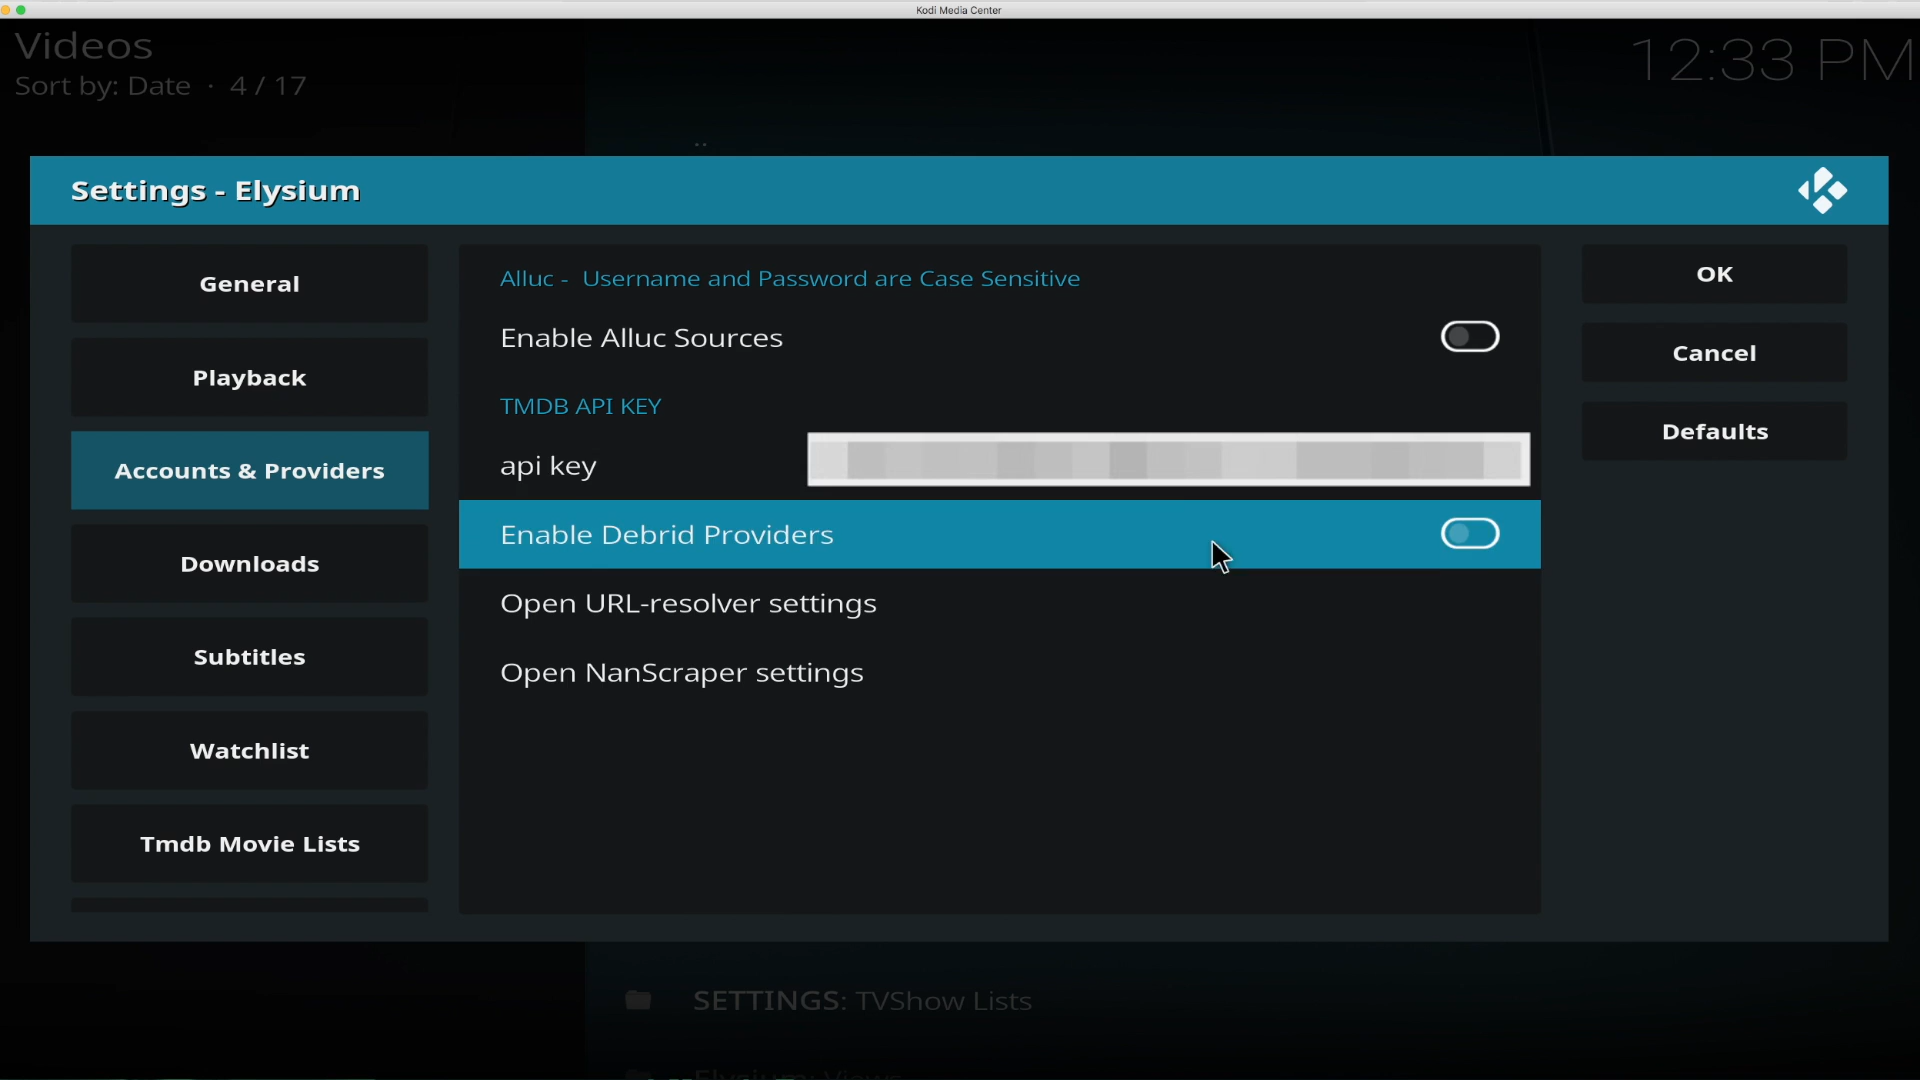 Kodi Media Center
Videos
Sort by: Date · 4 / 17
12:33 PM
..
Settings - Elysium
General
Playback
Accounts & Providers
Downloads
Subtitles
Watchlist
Tmdb Movie Lists
Alluc - Username and Password are Case Sensitive
Enable Alluc Sources
TMDB API KEY
api key
Enable Debrid Providers
Open URL-resolver settings
Open NanScraper settings
OK
Cancel
Defaults
SETTINGS: TVShow Lists
Elysium: Views